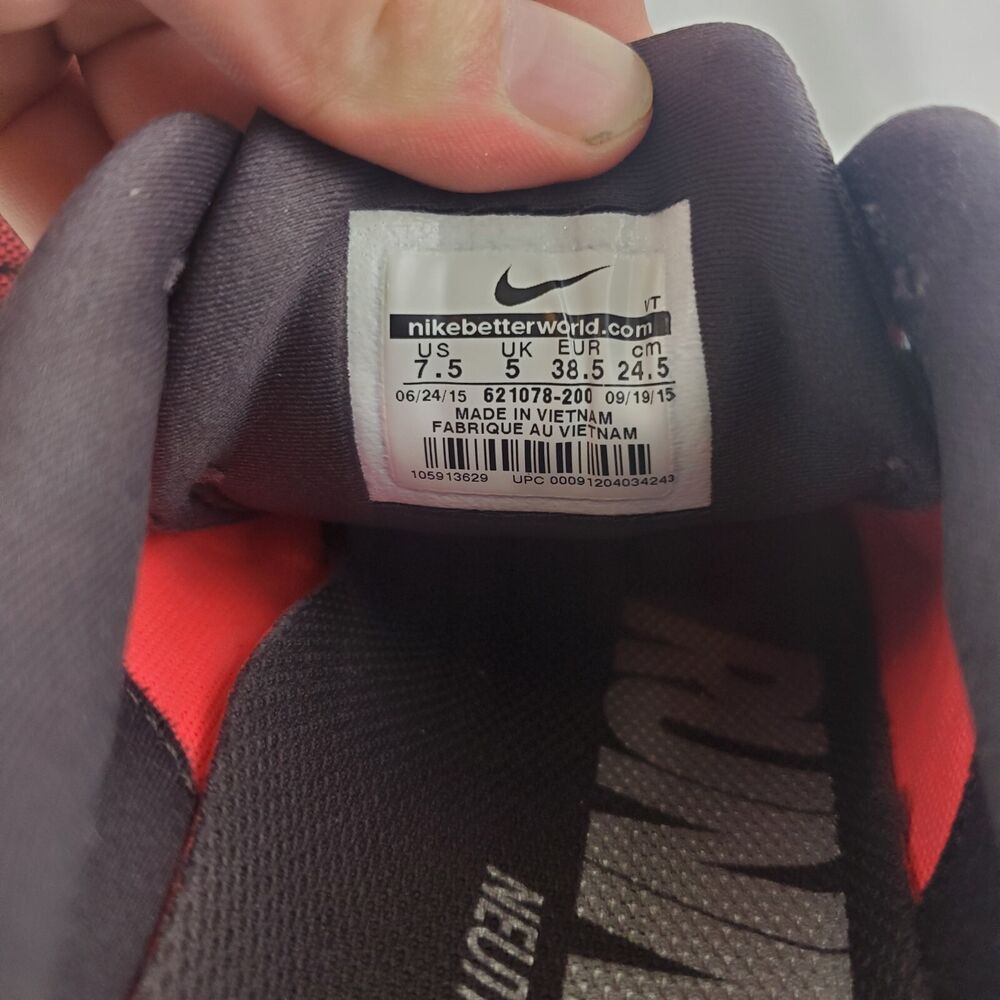 VT
nikebetterworld.com
US UK EUR cm
7.5 5 38.5 24.5
06/24/15 621078-200 09/19/15
MADE IN VIETNAM
FABRIQUE AU VIETNAM
105913629 UPC 00091204034243